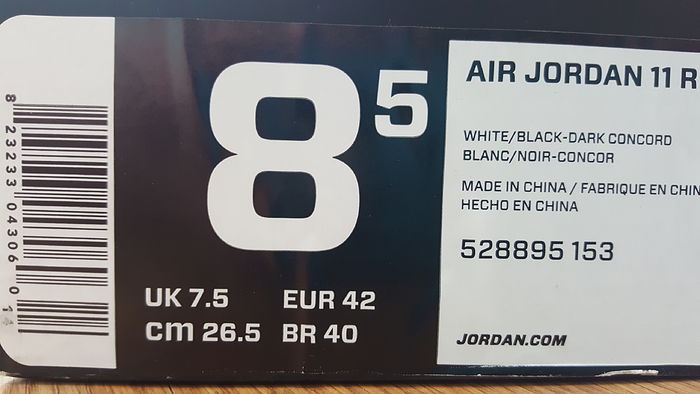 8 23233 04306 0
14
8
5
UK 7.5 EUR 42
cm 26.5 BR 40
AIR JORDAN 11 R
WHITE/BLACK-DARK CONCORD
BLANC/NOIR-CONCOR
MADE IN CHINA / FABRIQUE EN CHIN
HECHO EN CHINA
528895 153
JORDAN.COM